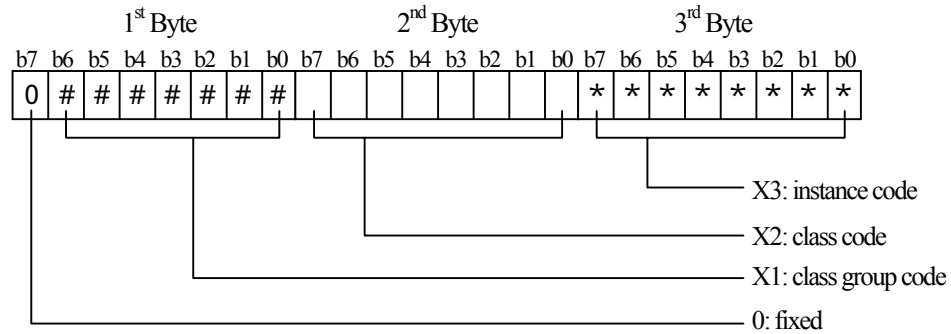 1st Byte 2nd Byte 3rd Byte
b7 b6 b5 b4 b3 b2 b1 b0 b7 b6 b5 b4 b3 b2 b1 b0 b7 b6 b5 b4 b3 b2 b1 b0
0 # # # # # # # * * * * * * * *
X3: instance code
X2: class code
X1: class group code
0: fixed